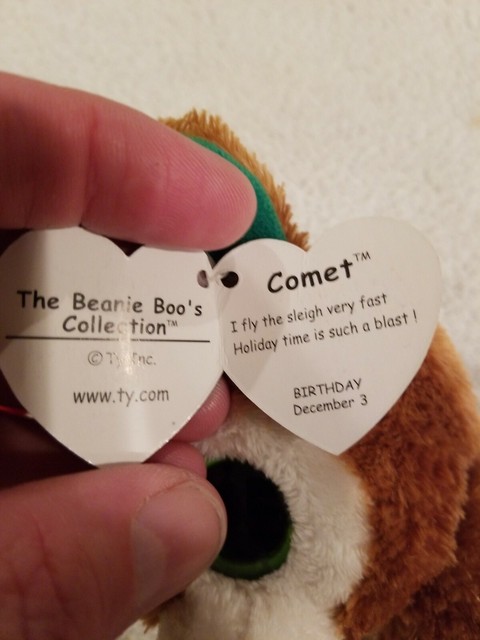 The Beanie Boo's
Collection™
© Ty Inc.
www.ty.com
Comet™
I fly the sleigh very fast
Holiday time is such a blast !
BIRTHDAY
December 3